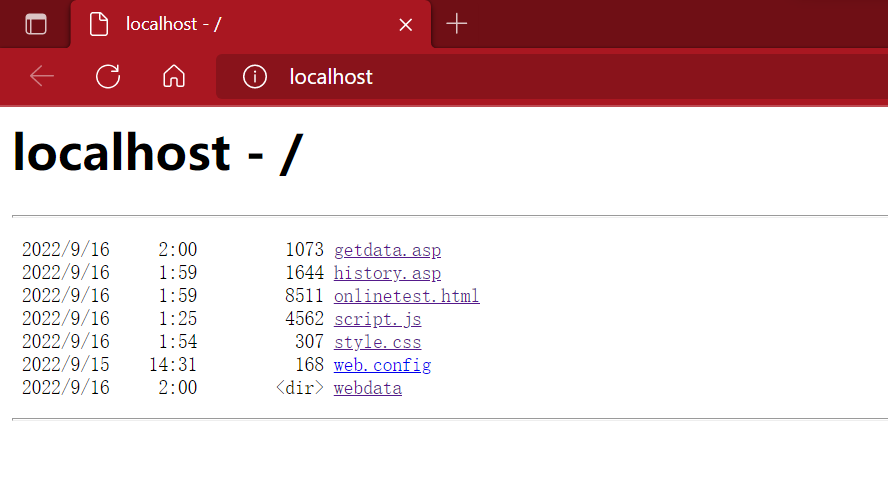 localhost - /
localhost
localhost - /
2022/9/16 2:00 1073 getdata.asp
2022/9/16 1:59 1644 history.asp
2022/9/16 1:59 8511 onlinetest.html
2022/9/16 1:25 4562 script.js
2022/9/16 1:54 307 style.css
2022/9/15 14:31 168 web.config
2022/9/16 2:00 <dir> webdata